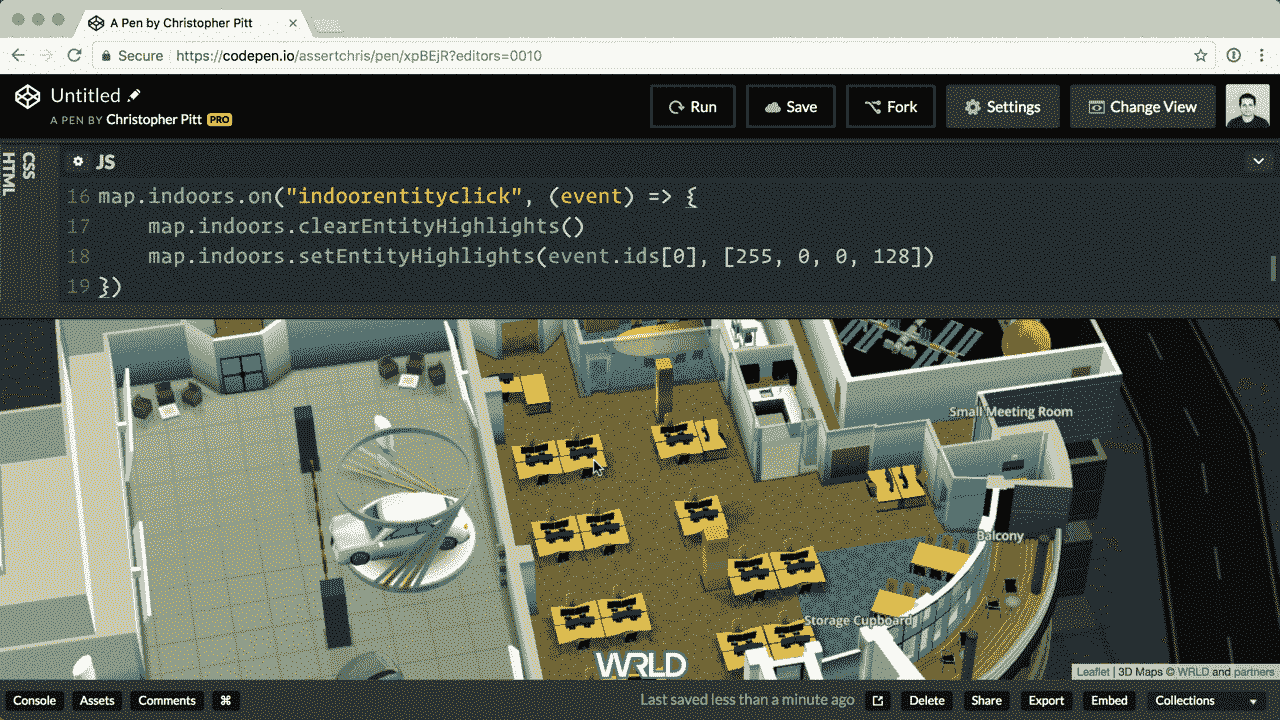 A Pen by Christopher Pitt
Secure https://codepen.io/assertchris/pen/xpBEjR?editors=0010
Untitled
A PEN BY Christopher Pitt PRO
Run
Save
Fork
Settings
Change View
HTML
CSS
JS
16 map.indoors.on("indoorentityclick", (event) => {
17 map.indoors.clearEntityHighlights()
18 map.indoors.setEntityHighlights(event.ids[0], [255, 0, 0, 128])
19 })
Small Meeting Room
Balcony
Storage Cupboard
WRLD
Leaflet | 3D Maps © WRLD and partners
Console Assets Comments ⌘ Last saved less than a minute ago Delete Share Export Embed Collections